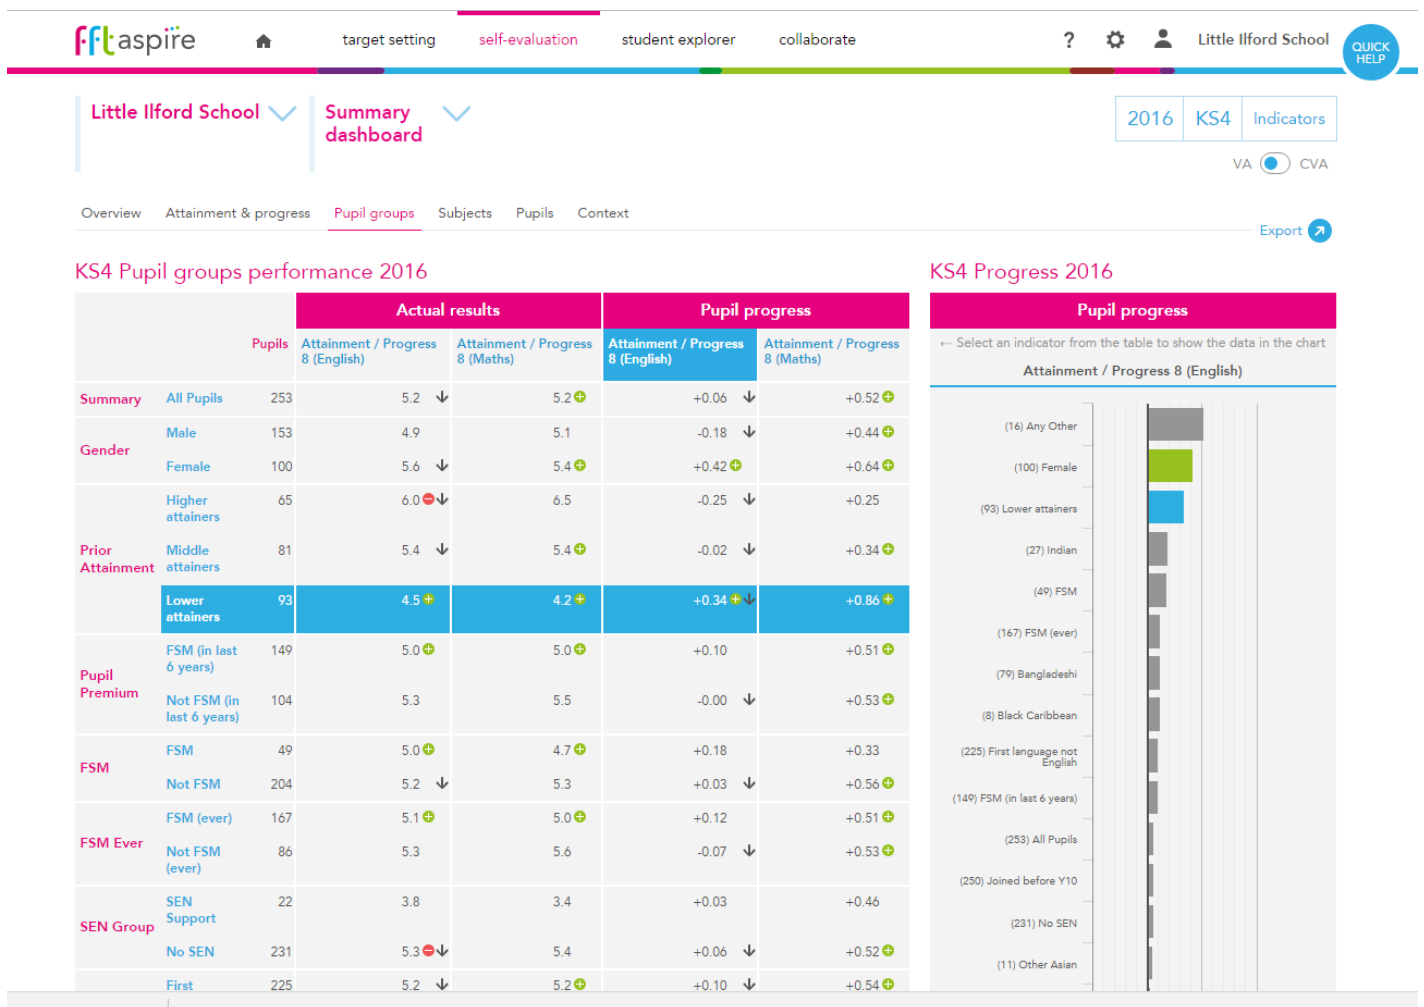 fft aspire
target setting
self-evaluation
student explorer
collaborate
?
Little Ilford School
QUICK
HELP
Little Ilford School
Summary
dashboard
2016
KS4
Indicators
VA
CVA
Overview
Attainment & progress
Pupil groups
Subjects
Pupils
Context
Export
KS4 Pupil groups performance 2016
Actual results
Pupil progress
Pupils
Attainment / Progress
8 (English)
Attainment / Progress
8 (Maths)
Attainment / Progress
8 (English)
Attainment / Progress
8 (Maths)
Summary All Pupils 253 5.2 5.2 +0.06 +0.52
Gender
Male 153 4.9 5.1 -0.18 +0.44
Female 100 5.6 5.4 +0.42 +0.64
Prior
Attainment
Higher
attainers
65 6.0 6.5 -0.25 +0.25
Middle
attainers
81 5.4 5.4 -0.02 +0.34
Lower
attainers
93 4.5 4.2 +0.34 +0.86
Pupil
Premium
FSM (in last
6 years)
149 5.0 5.0 +0.10 +0.51
Not FSM (in
last 6 years)
104 5.3 5.5 -0.00 +0.53
FSM
FSM 49 5.0 4.7 +0.18 +0.33
Not FSM 204 5.2 5.3 +0.03 +0.56
FSM Ever
FSM (ever) 167 5.1 5.0 +0.12 +0.51
Not FSM
(ever)
86 5.3 5.6 -0.07 +0.53
SEN Group
SEN
Support
22 3.8 3.4 +0.03 +0.46
No SEN 231 5.3 5.4 +0.06 +0.52
First 225 5.2 5.2 +0.10 +0.54
KS4 Progress 2016
Pupil progress
← Select an indicator from the table to show the data in the chart
Attainment / Progress 8 (English)
(16) Any Other
(100) Female
(93) Lower attainers
(27) Indian
(49) FSM
(167) FSM (ever)
(79) Bangladeshi
(8) Black Caribbean
(225) First language not
English
(149) FSM (in last 6 years)
(253) All Pupils
(250) Joined before Y10
(231) No SEN
(11) Other Asian